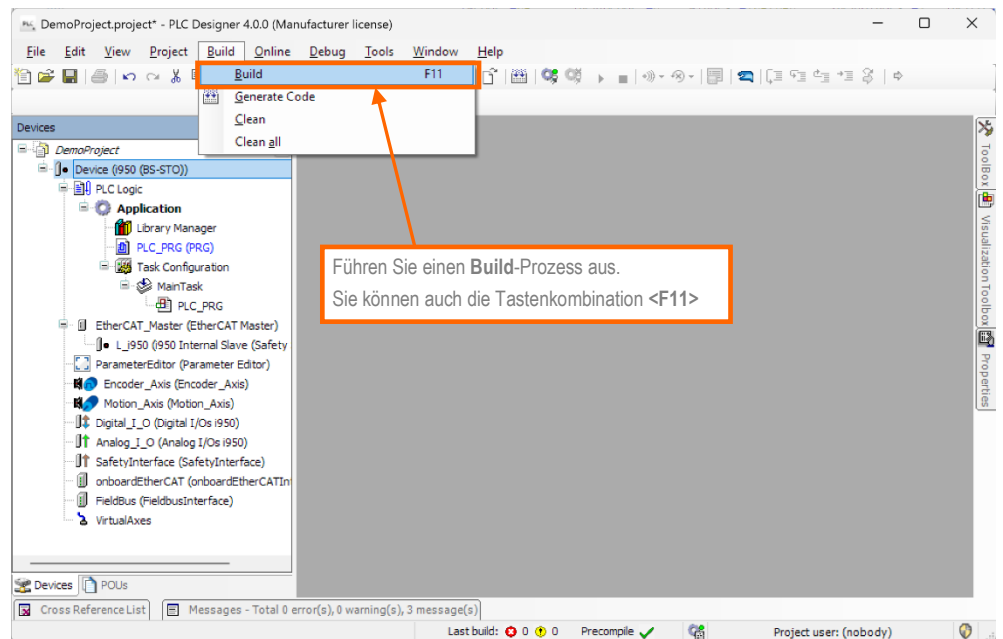 DemoProject.project* - PLC Designer 4.0.0 (Manufacturer license)
File Edit View Project Build Online Debug Tools Window Help
Build F11
Generate Code
Clean
Clean all
Devices
DemoProject
Device (i950 (BS-STO))
PLC Logic
Application
Library Manager
PLC_PRG (PRG)
Task Configuration
MainTask
PLC_PRG
EtherCAT_Master (EtherCAT Master)
L_i950 (i950 Internal Slave (Safety
ParameterEditor (Parameter Editor)
Encoder_Axis (Encoder_Axis)
Motion_Axis (Motion_Axis)
Digital_I_O (Digital I/Os i950)
Analog_I_O (Analog I/Os i950)
SafetyInterface (SafetyInterface)
onboardEtherCAT (onboardEtherCATIn
FieldBus (FieldbusInterface)
VirtualAxes
Führen Sie einen Build-Prozess aus.
Sie können auch die Tastenkombination <F11>
ToolBox
Visualization Toolbox
Properties
Devices POUs
Cross Reference List Messages - Total 0 error(s), 0 warning(s), 3 message(s)
Last build: 0 0 Precompile Project user: (nobody)